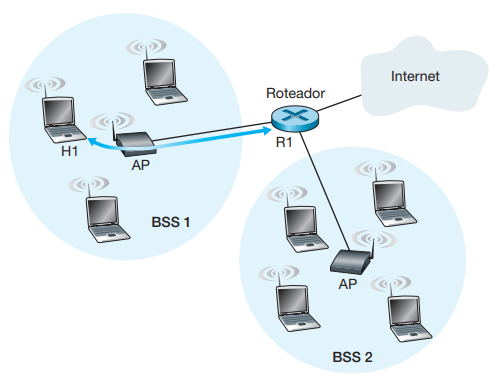 Internet
Roteador
R1
H1
AP
BSS 1
AP
BSS 2